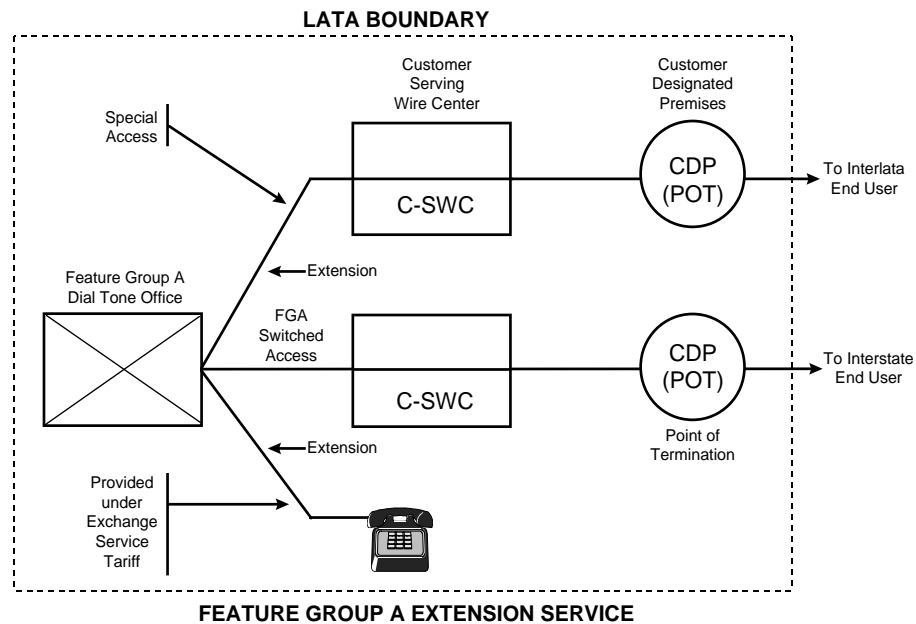 LATA BOUNDARY
Customer
Serving
Wire Center
Customer
Designated
Premises
Special
Access
C-SWC
CDP
(POT)
To Interlata
End User
Extension
Feature Group A
Dial Tone Office
FGA
Switched
Access
C-SWC
CDP
(POT)
To Interstate
End User
Point of
Termination
Extension
Provided
under
Exchange
Service
Tariff
FEATURE GROUP A EXTENSION SERVICE